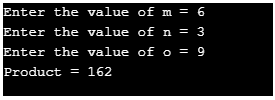 Enter the value of m = 6
Enter the value of n = 3
Enter the value of o = 9
Product = 162